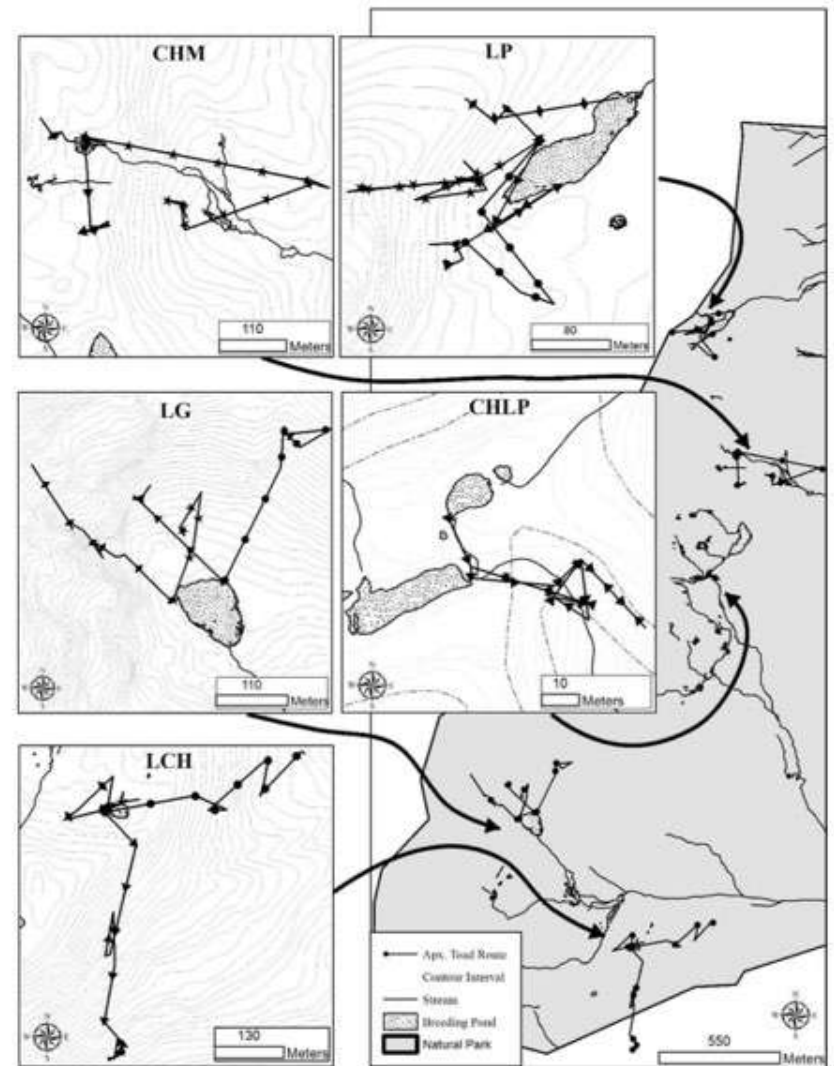 CHM
110
Meters
LP
80
Meters
LG
110
Meters
CHLP
10
Meters
LCH
130
Meters
Apx. Toad Route
Contour Interval
Stream
Breeding Pond
Natural Park
550
Meters